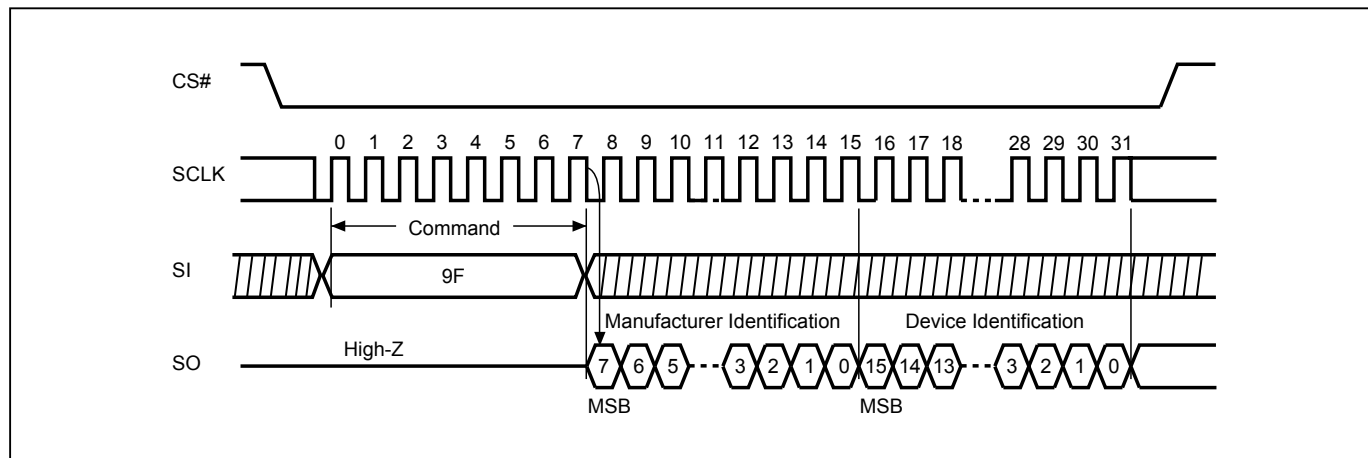 CS#
0 1 2 3 4 5 6 7 8 9 10 11 12 13 14 15 16 17 18 28 29 30 31
SCLK
Command
SI
9F
Manufacturer Identification Device Identification
High-Z
SO
7 6 5 3 2 1 0 15 14 13 3 2 1 0
MSB MSB